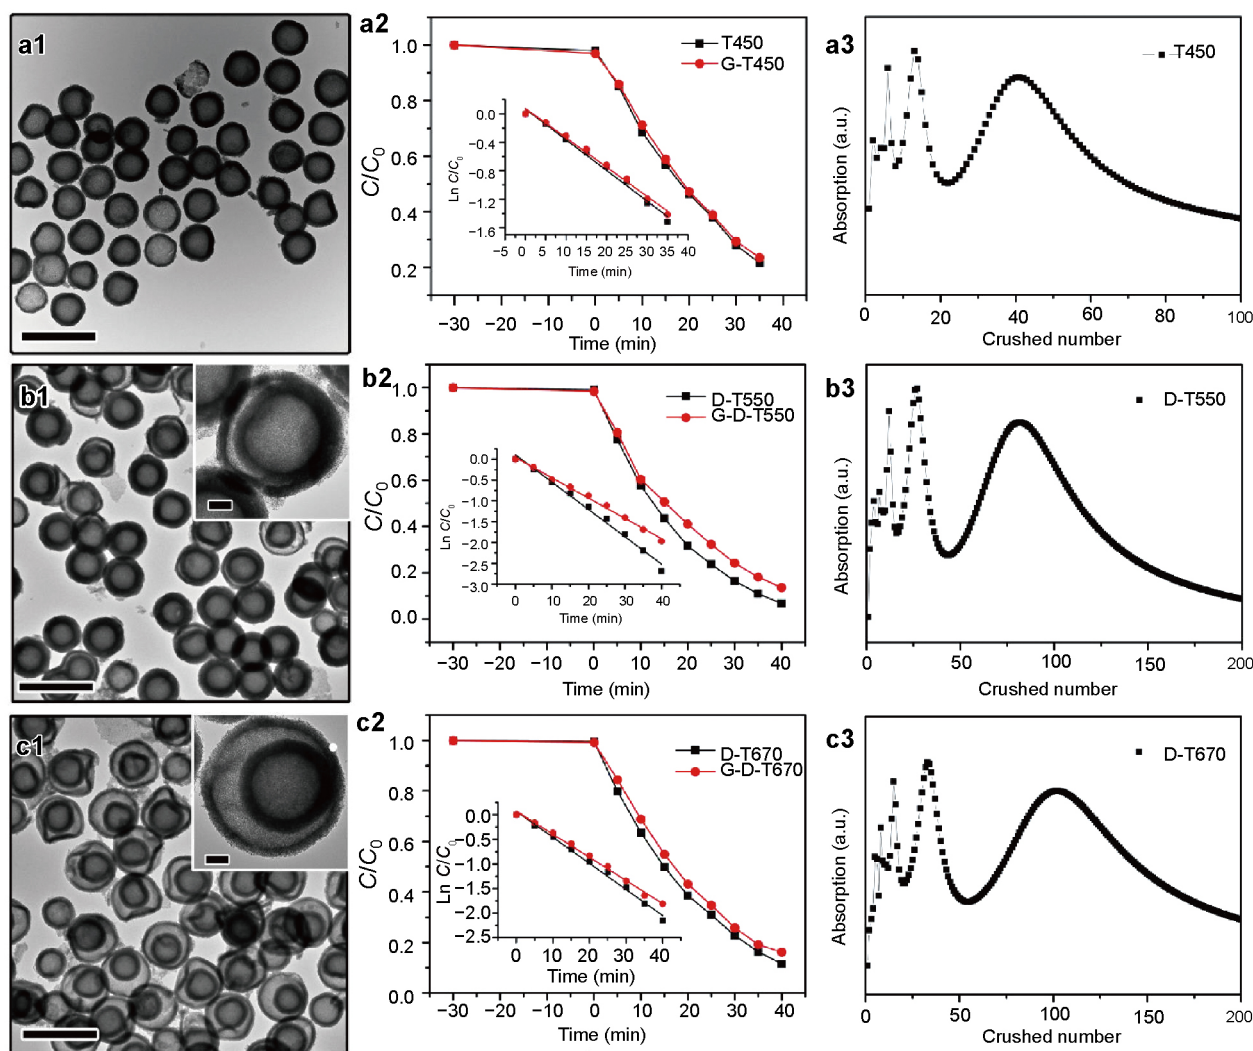 a1
a2
1.0
0.8
0.6
0.4
0.2
C/C0
T450
G-T450
0.0
−0.4
−0.8
−1.2
−1.6
Ln C/C0
−5 0 5 10 15 20 25 30 35 40
Time (min)
−30 −20 −10 0 10 20 30 40
Time (min)
a3
T450
Absorption (a.u.)
0 20 40 60 80 100
Crushed number
b1
b2
1.0
0.8
0.6
0.4
0.2
0.0
C/C0
D-T550
G-D-T550
0.0
−0.5
−1.0
−1.5
−2.0
−2.5
−3.0
Ln C/C0
0 10 20 30 40
Time (min)
−30 −20 −10 0 10 20 30 40
Time (min)
b3
D-T550
Absorption (a.u.)
0 50 100 150 200
Crushed number
c1
c2
1.0
0.8
0.6
0.4
0.2
0.0
C/C0
D-T670
G-D-T670
0.0
−0.5
−1.0
−1.5
−2.0
−2.5
Ln C/C0
0 10 20 30 40
Time (min)
−30 −20 −10 0 10 20 30 40
Time (min)
c3
D-T670
Absorption (a.u.)
0 50 100 150 200
Crushed number